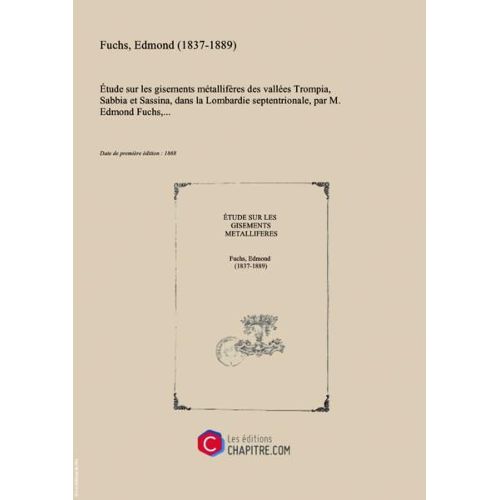 Fuchs, Edmond (1837-1889)
Étude sur les gisements métallifères des vallées Trompia,
Sabbia et Sassina, dans la Lombardie septentrionale, par M.
Edmond Fuchs,...
Date de première édition : 1868
ÉTUDE SUR LES
GISEMENTS
METALLIFERES
Fuchs, Edmond
(1837-1889)
Les éditions
CHAPITRE.COM